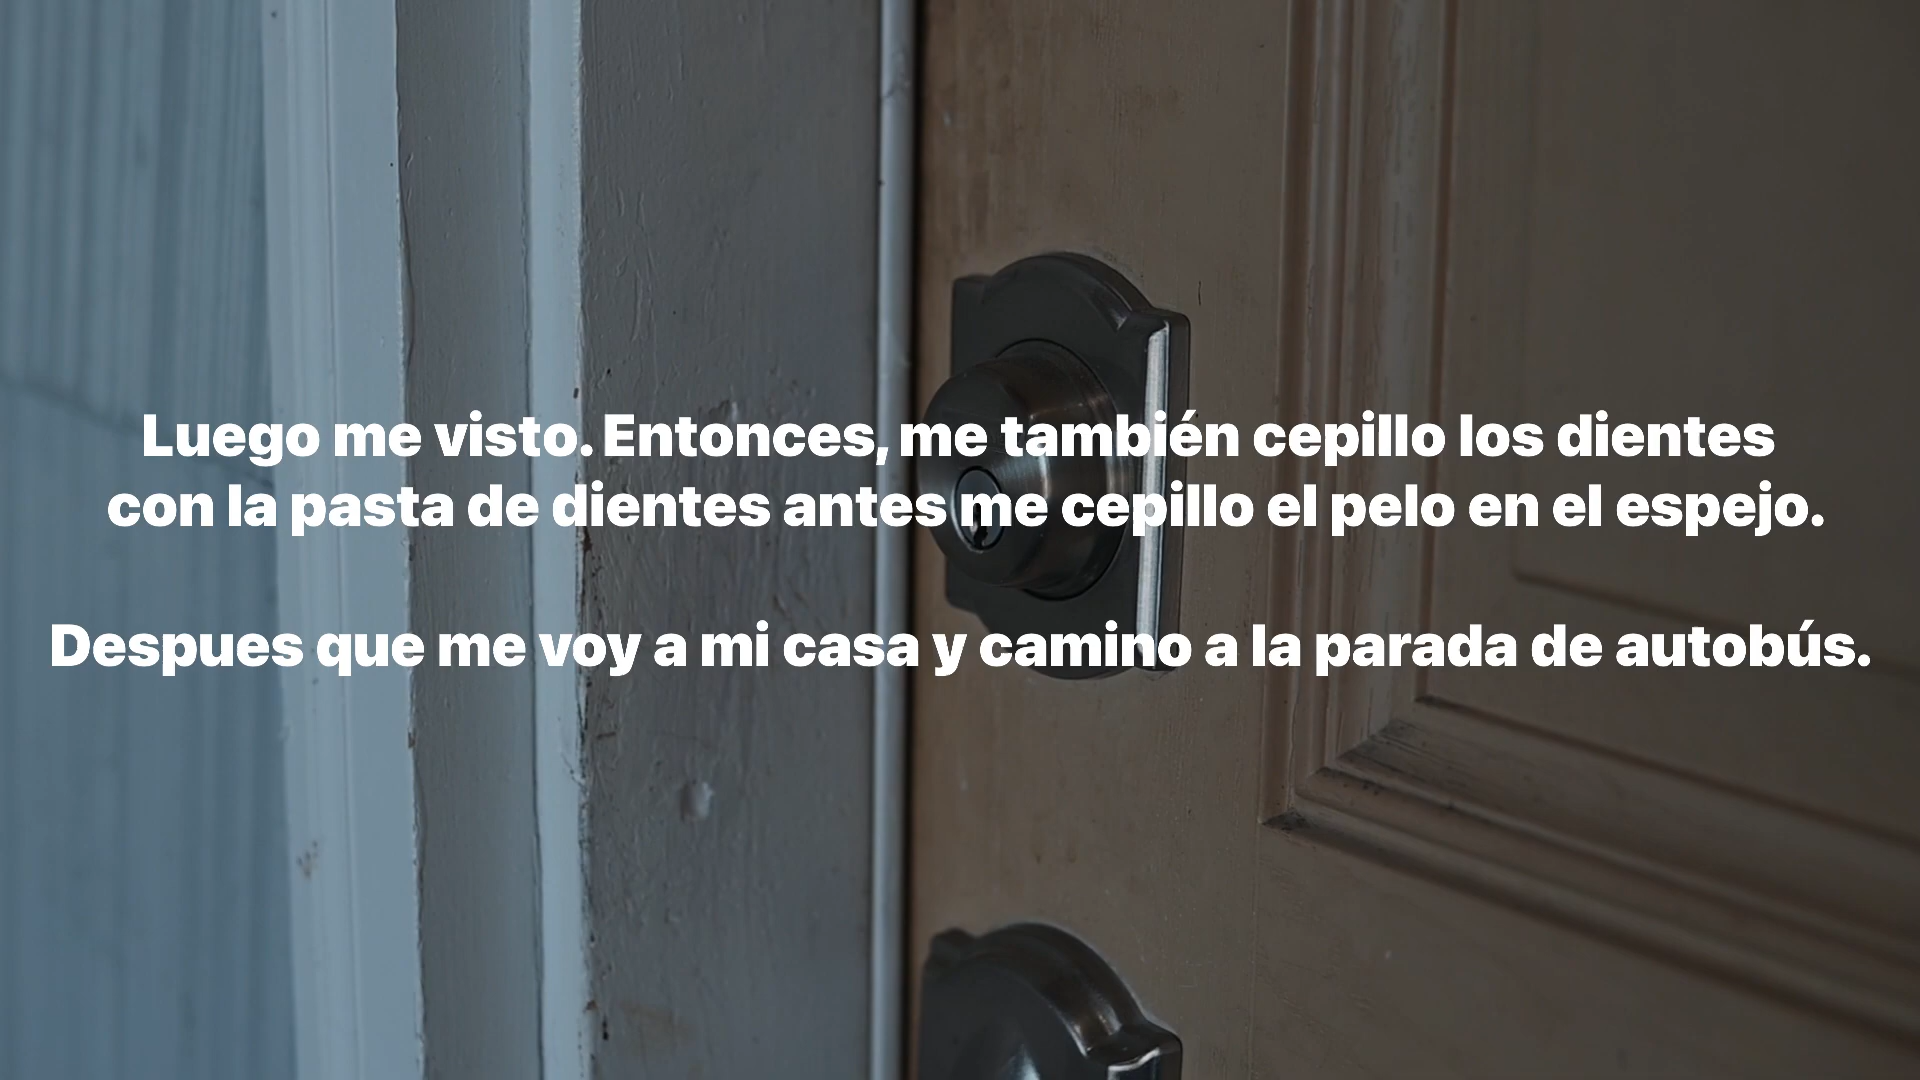 Luego me visto. Entonces, me también cepillo los dientes
con la pasta de dientes antes me cepillo el pelo en el espejo.
Despues que me voy a mi casa y camino a la parada de autobús.